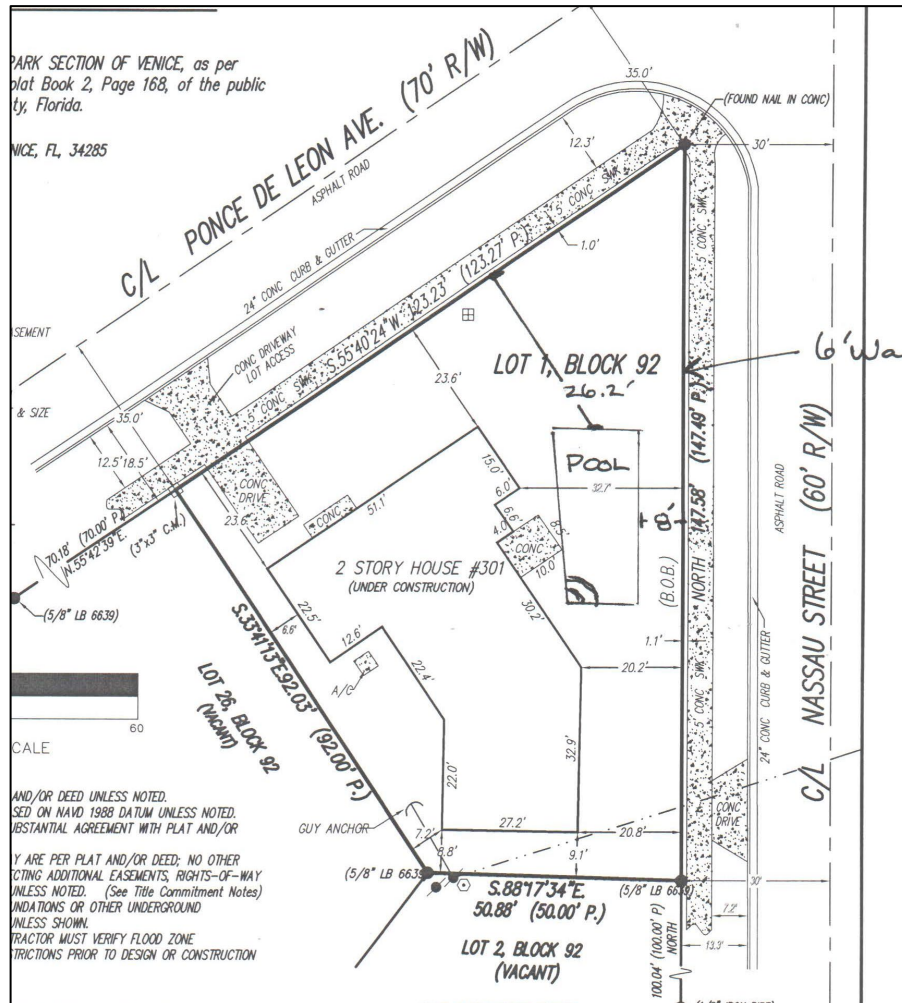 PARK SECTION OF VENICE, as per
Plat Book 2, Page 168, of the public
ty, Florida.
NICE, FL, 34285
C/L PONCE DE LEON AVE. (70' R/W)
ASPHALT ROAD
35.0'
(FOUND NAIL IN CONC)
30'
12.3'
5' CONC SWK
1.0'
24" CONC CURB & GUTTER
S.55°40'24"W. 123.23' (123.27' P.)
5' CONC SWK
SEMENT
CONC DRIVEWAY
LOT ACCESS
& SIZE
35.0'
12.5'
18.5'
23.6'
LOT 1, BLOCK 92
26.2'
POOL
6' Wa
5' CONC SWK
147.58' (147.49' P.)
NORTH
(B.O.B.)
ASPHALT ROAD
C/L NASSAU STREET (60' R/W)
24" CONC CURB & GUTTER
15.0'
6.0'
32.7'
6.6'
4.0'
8.5'
8'
CONC
10.0'
CONC
DRIVE
23.6'
CONC
51.1'
70.18' (70.00' P.)
N.55°42'39"E.
(3"x3" C.M.)
(5/8" LB 6639)
2 STORY HOUSE #301
(UNDER CONSTRUCTION)
30.2'
22.5'
6.6'
12.6'
22.4'
A/C
1.1'
20.2'
5' CONC SWK
S.33°41'13"E. 92.03' (92.00' P.)
LOT 26, BLOCK 92
(VACANT)
60
CALE
22.0'
32.9'
GUY ANCHOR
27.2'
20.8'
7.2'
8.8'
9.1'
CONC
DRIVE
AND/OR DEED UNLESS NOTED.
SED ON NAVD 1988 DATUM UNLESS NOTED.
UBSTANTIAL AGREEMENT WITH PLAT AND/OR
Y ARE PER PLAT AND/OR DEED; NO OTHER
CTING ADDITIONAL EASEMENTS, RIGHTS-OF-WAY
UNLESS NOTED. (See Title Commitment Notes)
UNDATIONS OR OTHER UNDERGROUND
UNLESS SHOWN.
TRACTOR MUST VERIFY FLOOD ZONE
STRICTIONS PRIOR TO DESIGN OR CONSTRUCTION
(5/8" LB 6639)
S.88°17'34"E.
50.88' (50.00' P.)
(5/8" LB 6639)
30'
LOT 2, BLOCK 92
(VACANT)
7.2'
13.3'
100.04' (100.00' P)
NORTH